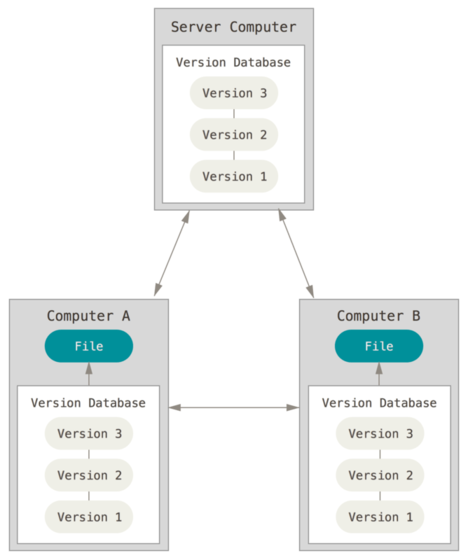 Server Computer
Version Database
Version 3
Version 2
Version 1
Computer A
File
Version Database
Version 3
Version 2
Version 1
Computer B
File
Version Database
Version 3
Version 2
Version 1